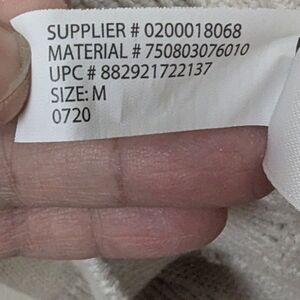 SUPPLIER # 0200018068
MATERIAL # 750803076010
UPC # 882921722137
SIZE: M
0720